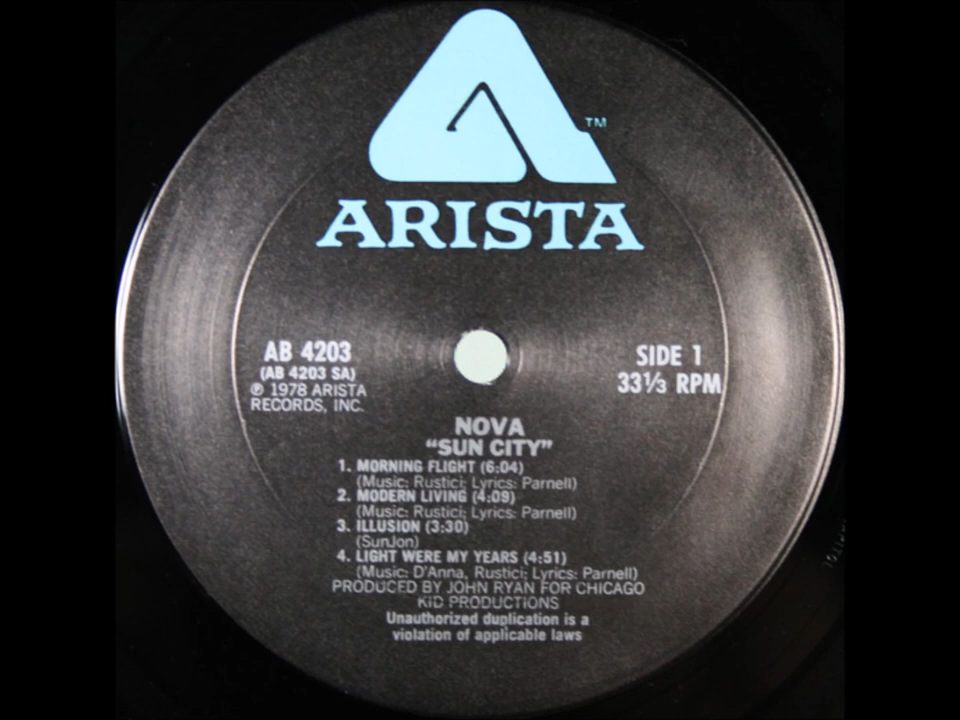 TM
ARISTA
AB 4203
(AB 4203 SA)
℗ 1978 ARISTA
RECORDS, INC.
SIDE 1
33⅓ RPM
NOVA
“SUN CITY”
1. MORNING FLIGHT (6:04)
(Music: Rustici; Lyrics: Parnell)
2. MODERN LIVING (4:09)
(Music: Rustici; Lyrics: Parnell)
3. ILLUSION (3:30)
(SunJon)
4. LIGHT WERE MY YEARS (4:51)
(Music: D'Anna, Rustici; Lyrics: Parnell)
PRODUCED BY JOHN RYAN FOR CHICAGO
KID PRODUCTIONS
Unauthorized duplication is a
violation of applicable laws